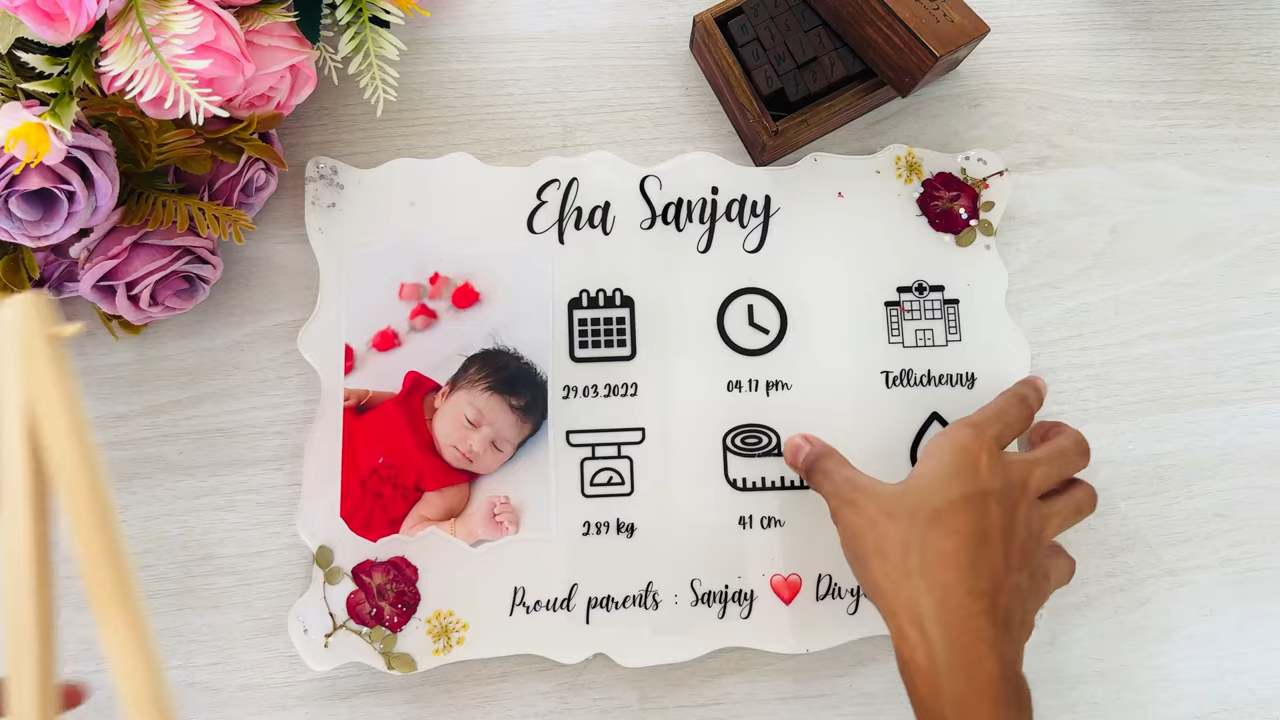 Eha Sanjay
29.03.2022
04.17 pm
Tellicherry
2.89 kg
41 cm
Proud parents : Sanjay ❤️